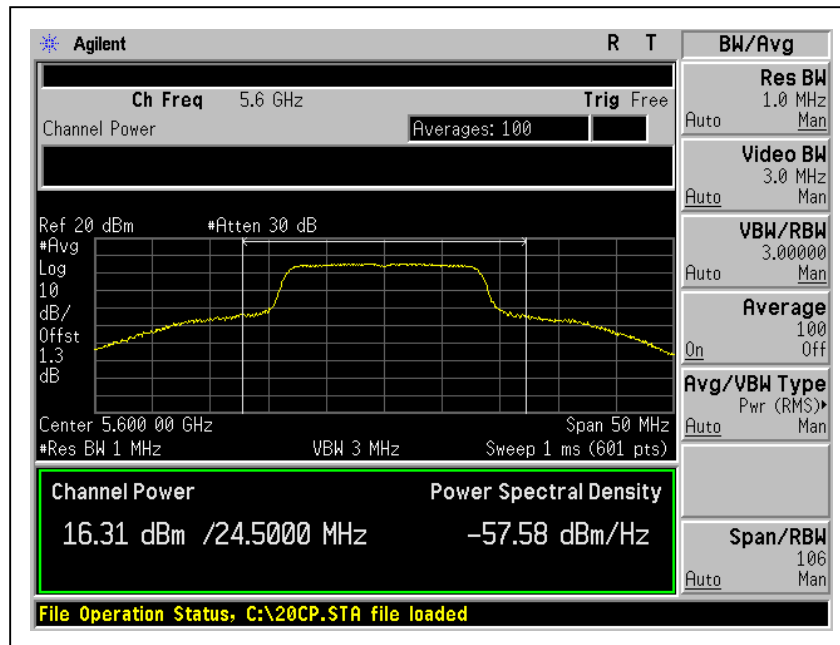 Agilent
R T
BW/Avg
Ch Freq 5.6 GHz Trig Free
Channel Power Averages: 100
Res BW
1.0 MHz
Auto Man
Video BW
3.0 MHz
Auto Man
VBW/RBW
3.00000
Auto Man
Average
100
On Off
Avg/VBW Type
Pwr (RMS)
Auto Man
Span/RBW
106
Auto Man
Ref 20 dBm #Atten 30 dB
#Avg
Log
10
dB/
Offst
1.3
dB
Center 5.600 00 GHz Span 50 MHz
#Res BW 1 MHz VBW 3 MHz Sweep 1 ms (601 pts)
Channel Power Power Spectral Density
16.31 dBm /24.5000 MHz -57.58 dBm/Hz
File Operation Status, C:\20CP.STA file loaded